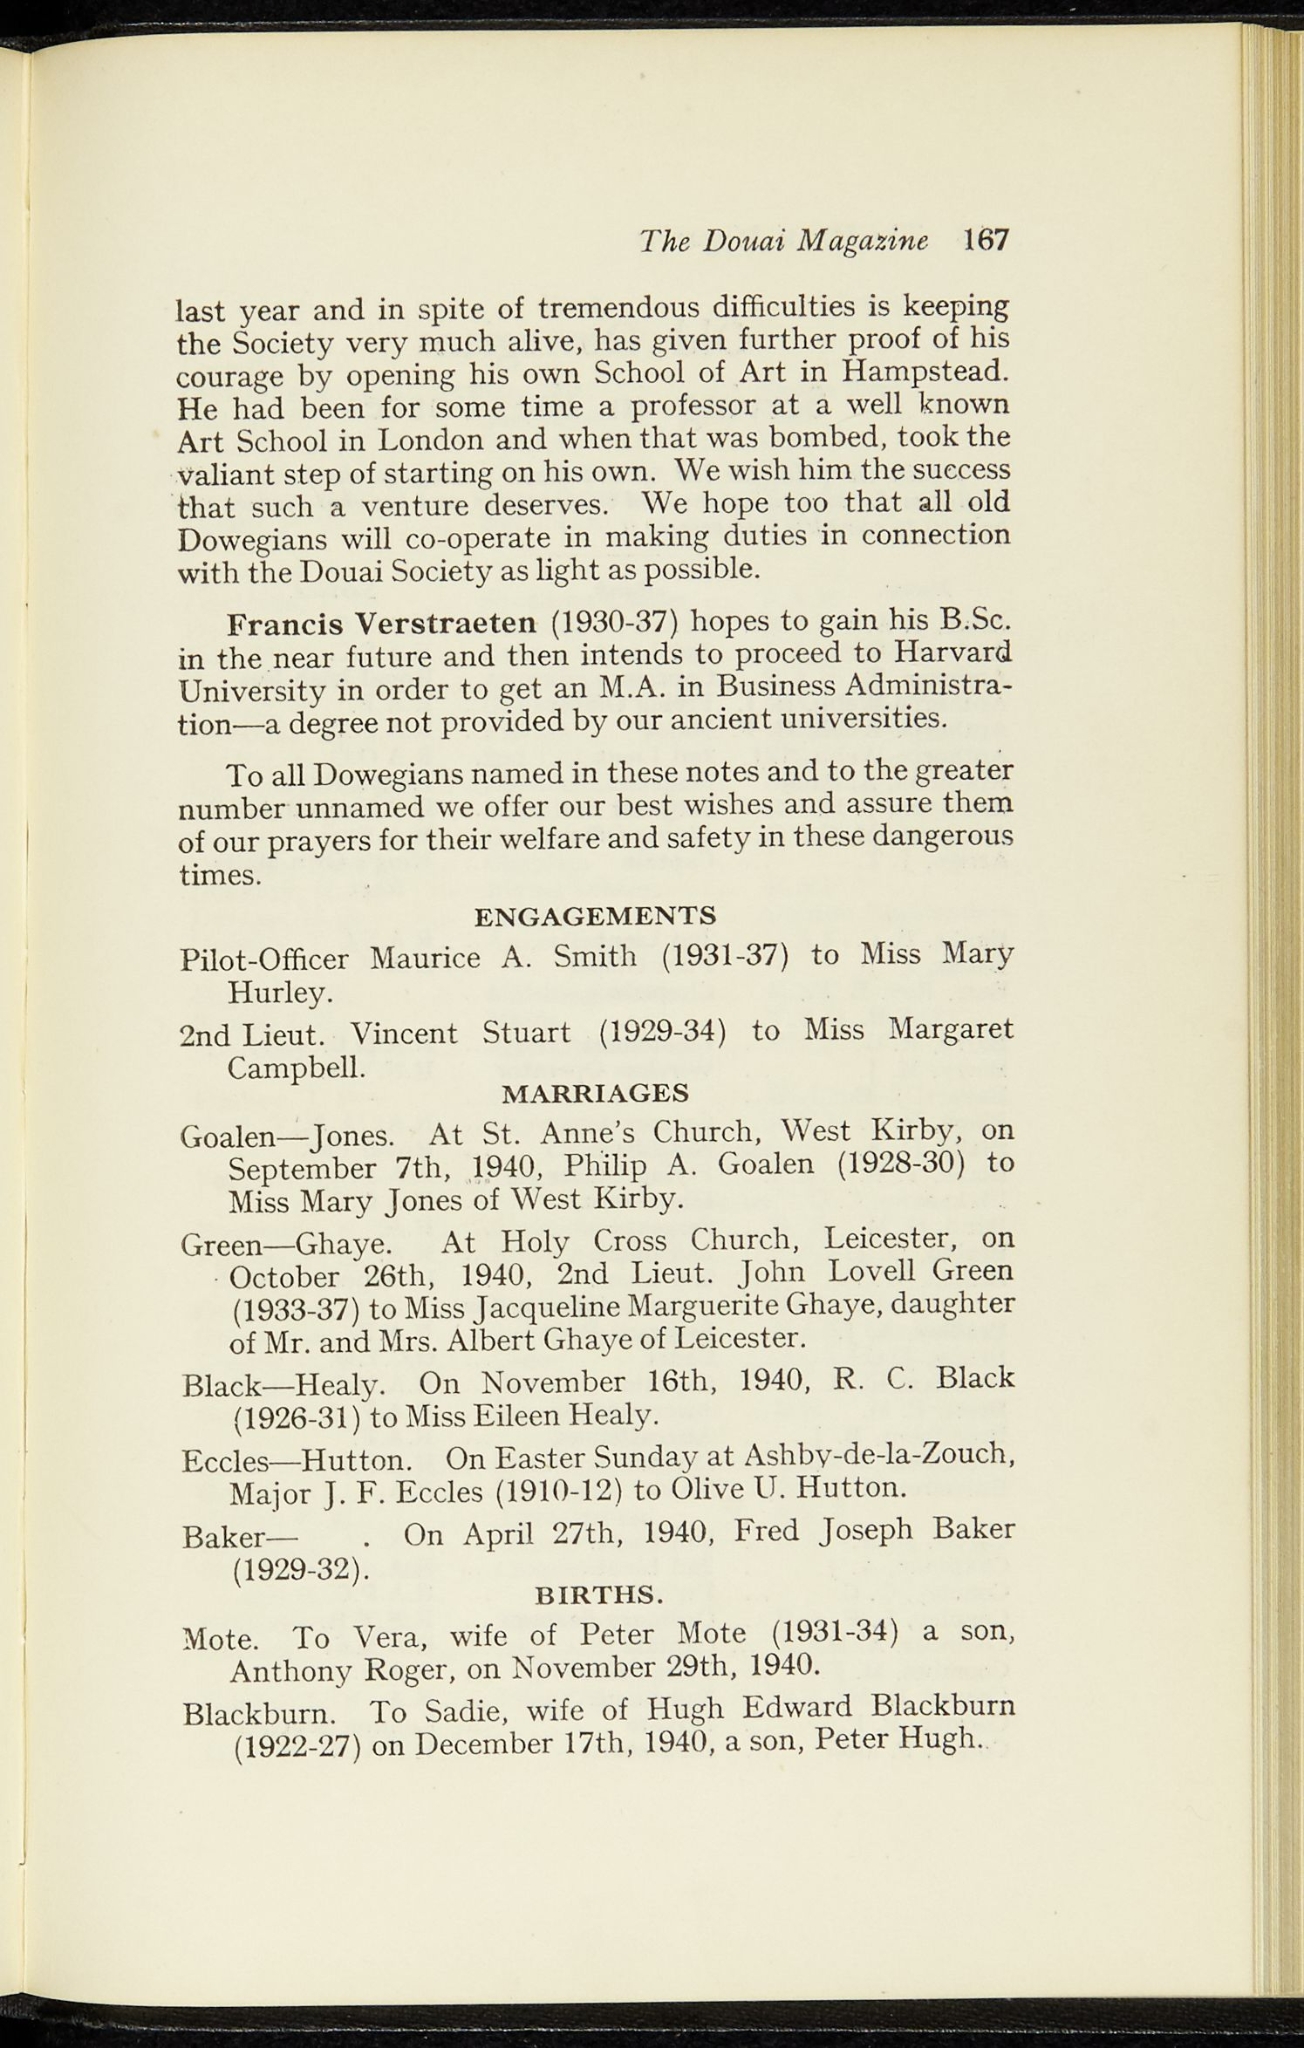 The Douai Magazine 167
last year and in spite of tremendous difficulties is keeping
the Society very much alive, has given further proof of his
courage by opening his own School of Art in Hampstead.
He had been for some time a professor at a well known
Art School in London and when that was bombed, took the
valiant step of starting on his own. We wish him the success
that such a venture deserves. We hope too that all old
Dowegians will co-operate in making duties in connection
with the Douai Society as light as possible.
Francis Verstraeten (1930-37) hopes to gain his B.Sc.
in the near future and then intends to proceed to Harvard
University in order to get an M.A. in Business Administra-
tion—a degree not provided by our ancient universities.
To all Dowegians named in these notes and to the greater
number unnamed we offer our best wishes and assure them
of our prayers for their welfare and safety in these dangerous
times.
ENGAGEMENTS
Pilot-Officer Maurice A. Smith (1931-37) to Miss Mary
Hurley.
2nd Lieut. Vincent Stuart (1929-34) to Miss Margaret
Campbell.
MARRIAGES
Goalen—Jones. At St. Anne's Church, West Kirby, on
September 7th, 1940, Philip A. Goalen (1928-30) to
Miss Mary Jones of West Kirby.
Green—Ghaye. At Holy Cross Church, Leicester, on
October 26th, 1940, 2nd Lieut. John Lovell Green
(1933-37) to Miss Jacqueline Marguerite Ghaye, daughter
of Mr. and Mrs. Albert Ghaye of Leicester.
Black—Healy. On November 16th, 1940, R. C. Black
(1926-31) to Miss Eileen Healy.
Eccles—Hutton. On Easter Sunday at Ashby-de-la-Zouch,
Major J. F. Eccles (1910-12) to Olive U. Hutton.
Baker— . On April 27th, 1940, Fred Joseph Baker
(1929-32).
BIRTHS.
Mote. To Vera, wife of Peter Mote (1931-34) a son,
Anthony Roger, on November 29th, 1940.
Blackburn. To Sadie, wife of Hugh Edward Blackburn
(1922-27) on December 17th, 1940, a son, Peter Hugh.